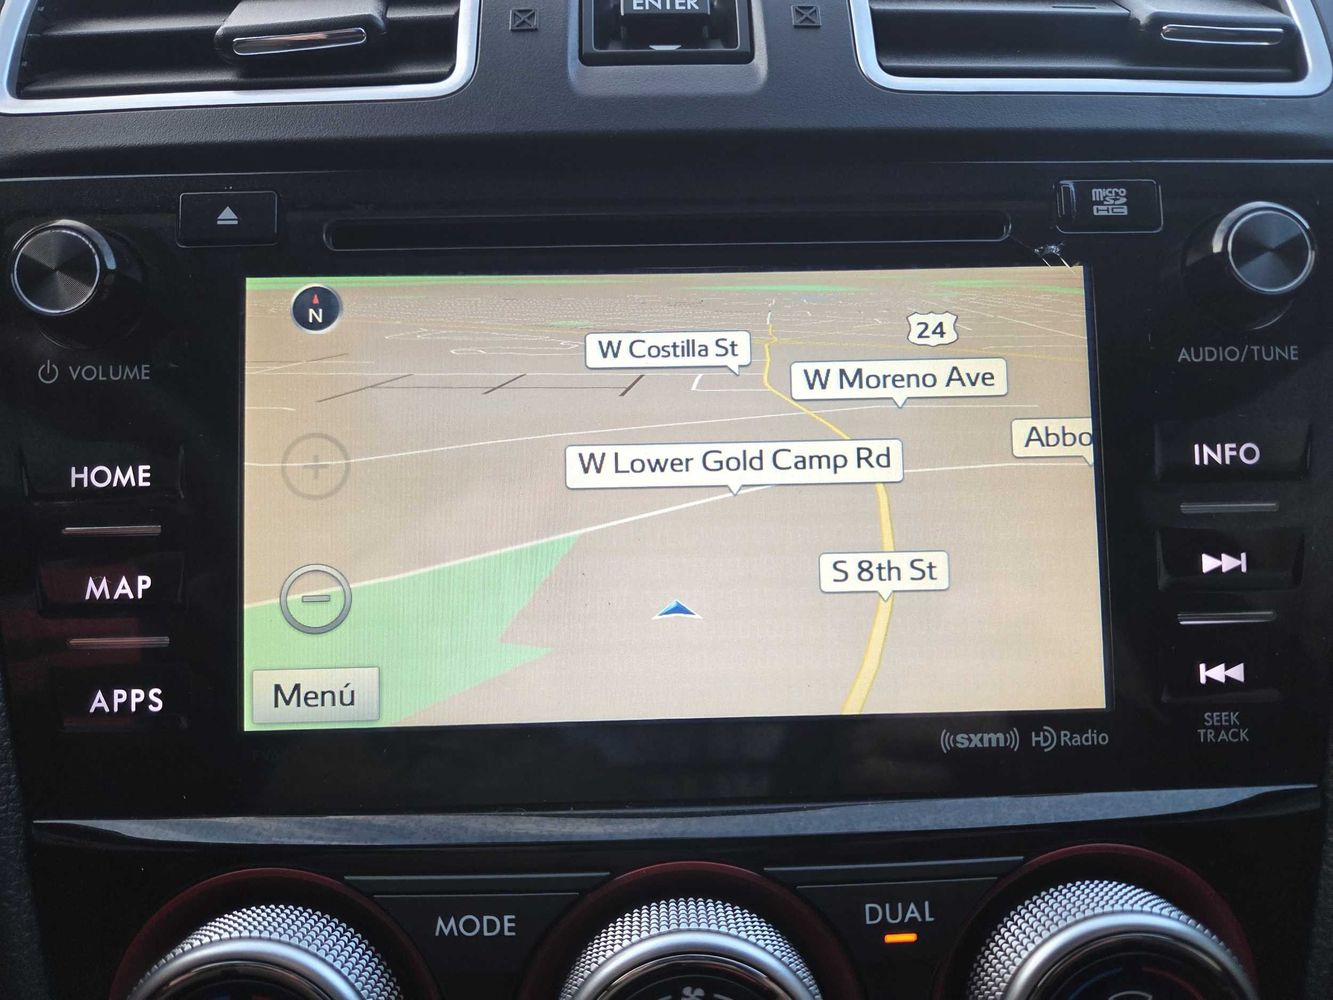 ENTER
micro
SD
HC
VOLUME
AUDIO/TUNE
N
24
W Costilla St
W Moreno Ave
Abbo
W Lower Gold Camp Rd
S 8th St
Menú
HOME
MAP
APPS
INFO
SEEK
TRACK
((sxm)) HD Radio
MODE
DUAL